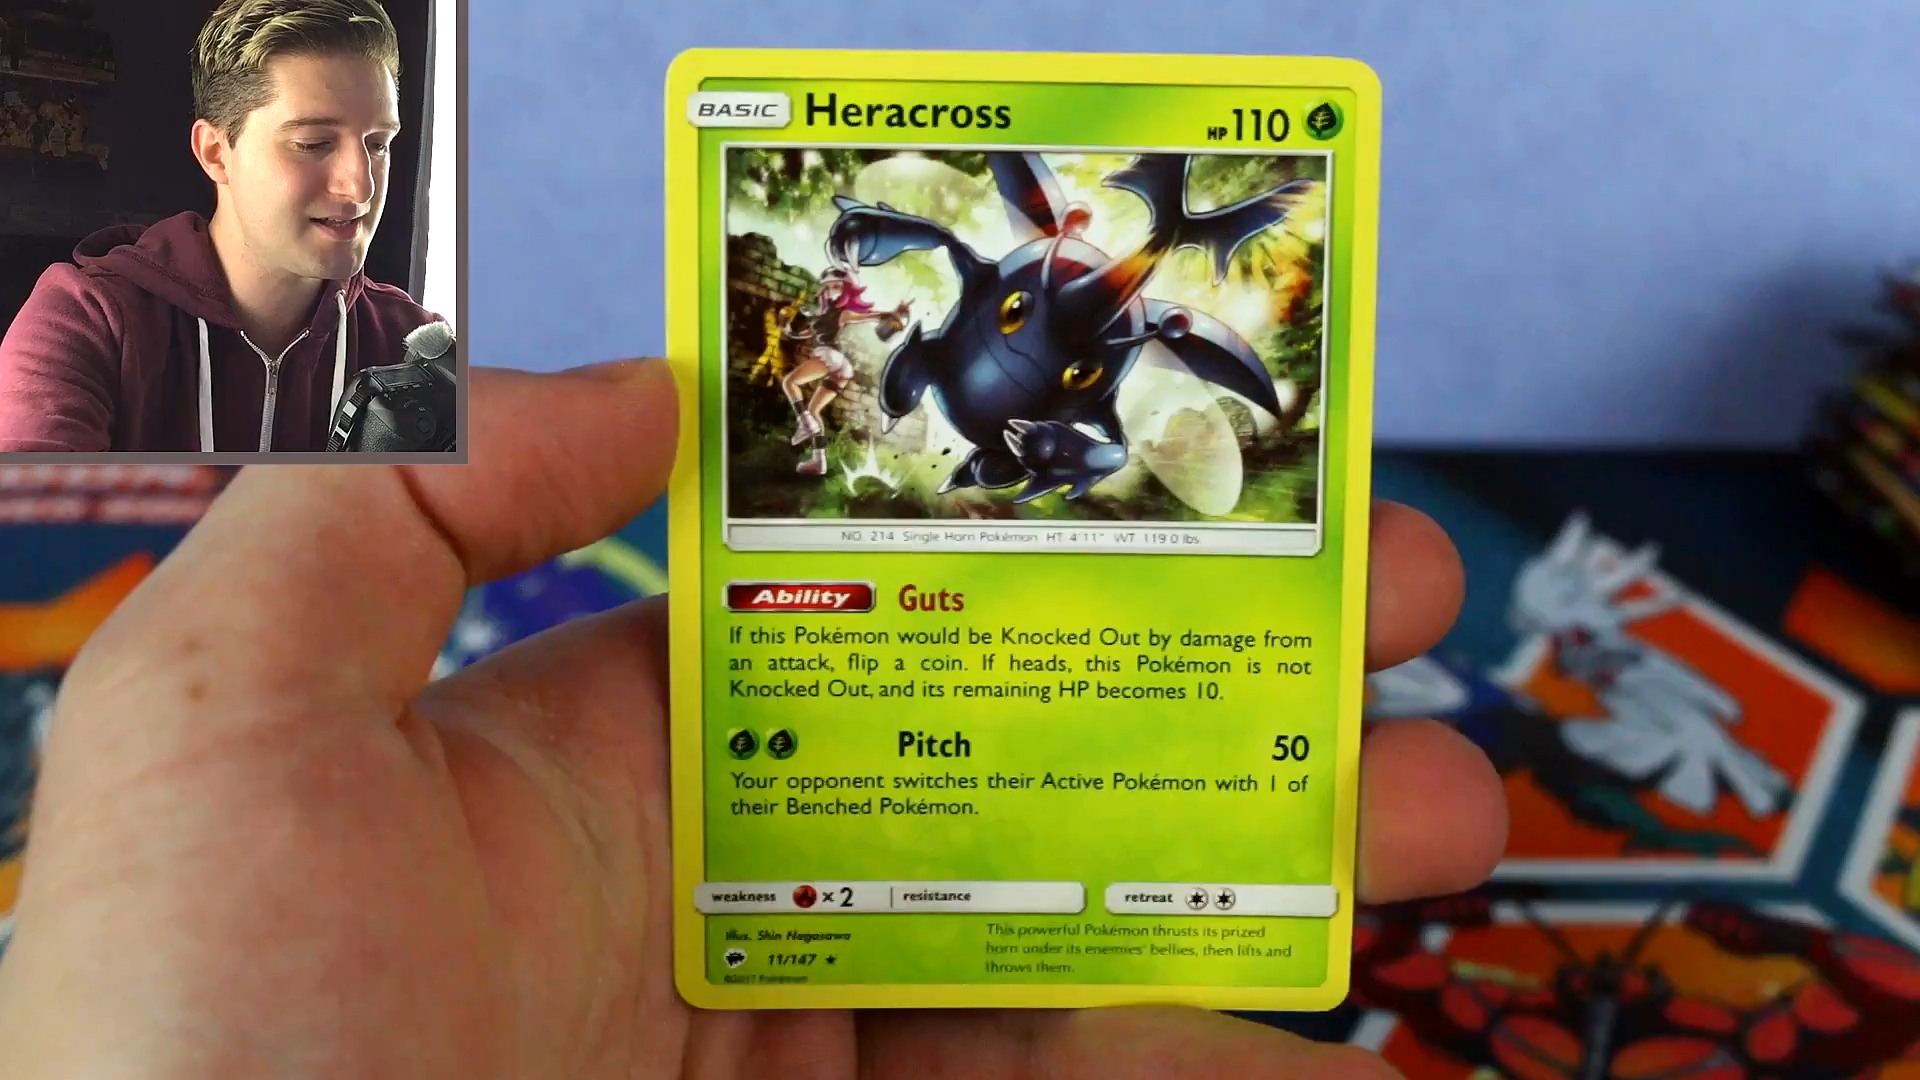 BASIC Heracross HP 110
NO. 214 Single Horn Pokémon HT 4'11" WT 119.0 lbs
Ability Guts
If this Pokémon would be Knocked Out by damage from
an attack, flip a coin. If heads, this Pokémon is not
Knocked Out, and its remaining HP becomes 10.
Pitch 50
Your opponent switches their Active Pokémon with 1 of
their Benched Pokémon.
weakness × 2 resistance retreat
Illus. Shin Nagasawa
11/147 ★
©2017 Pokémon
This powerful Pokémon thrusts its prized
horn under its enemies' bellies, then lifts and
throws them.